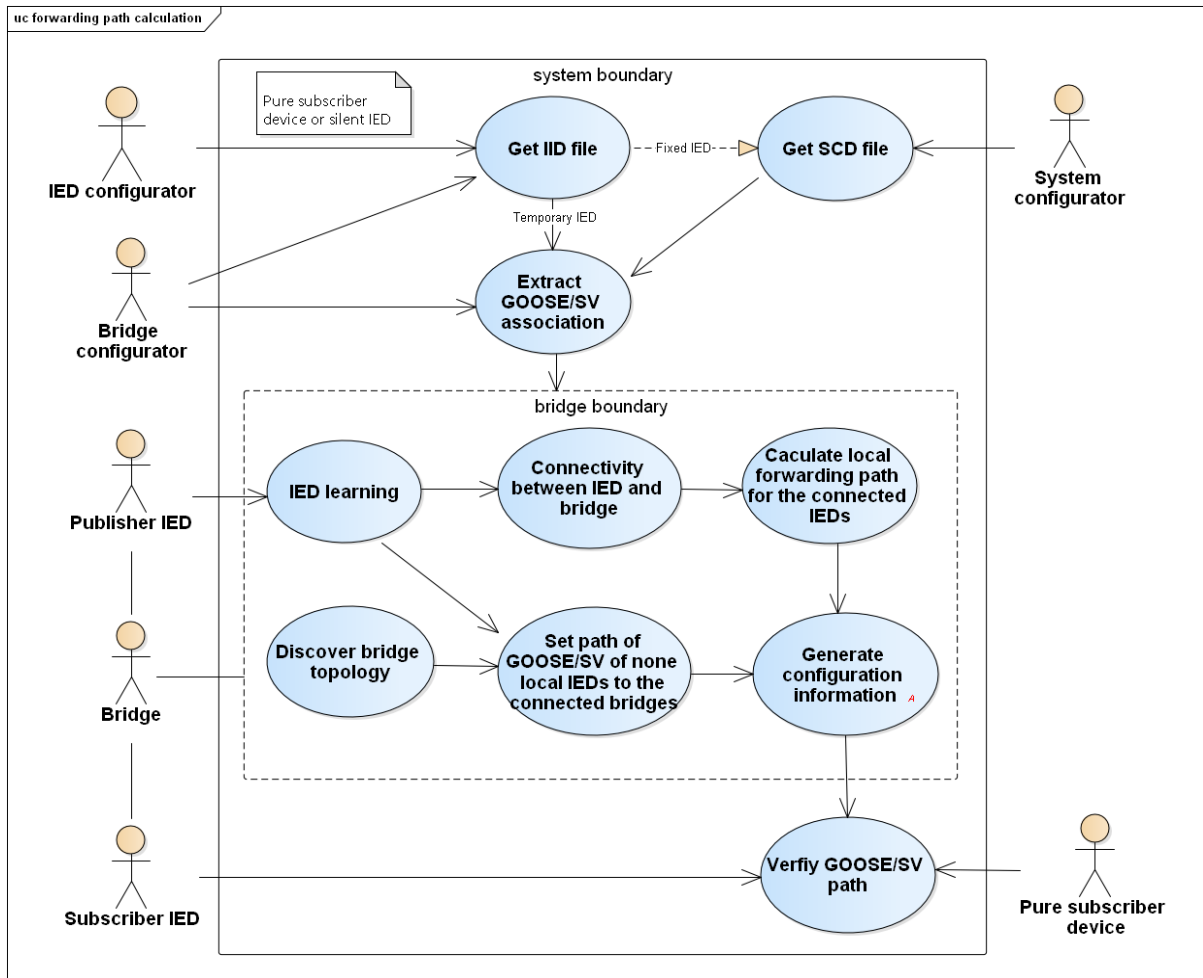 uc forwarding path calculation
system boundary
Pure subscriber
device or silent IED
Get IID file
Fixed IED
Get SCD file
IED configurator
System
configurator
Temporary IED
Extract
GOOSE/SV
association
Bridge
configurator
bridge boundary
IED learning
Connectivity
between IED and
bridge
Caculate local
forwarding path
for the connected
IEDs
Publisher IED
Discover bridge
topology
Set path of
GOOSE/SV of none
local IEDs to the
connected bridges
Generate
configuration
information
A
Bridge
Verfiy GOOSE/SV
path
Subscriber IED
Pure subscriber
device